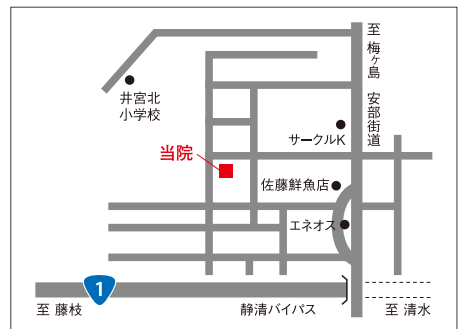 至
梅ヶ島
安部街道
井宮北
小学校
サークルK
当院
佐藤鮮魚店
エネオス
1
至 藤枝
静清バイパス
至 清水